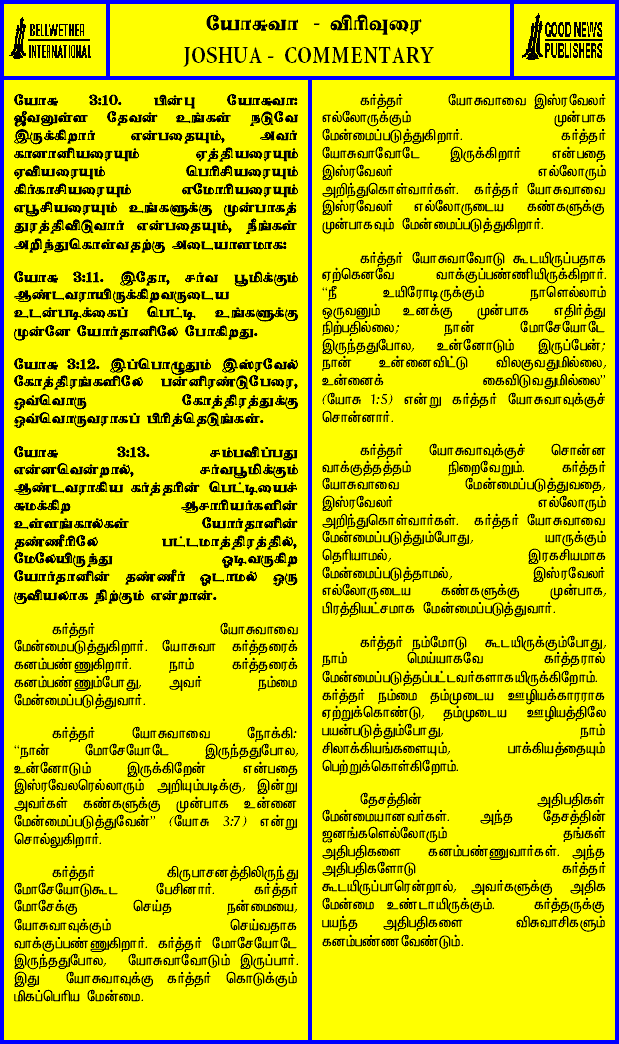 BELLWETHER
INTERNATIONAL
யோசுவா - விரிவுரை
JOSHUA - COMMENTARY
GOOD NEWS
PUBLISHERS
யோசு 3:10. பின்பு யோசுவா:
ஜீவனுள்ள தேவன் உங்கள் நடுவே
இருக்கிறார் என்பதையும், அவர்
கானானியரையும் ஏத்தியரையும்
ஏவியரையும் பெரிசியரையும்
கிர்காசியரையும் எமோரியரையும்
எபூசியரையும் உங்களுக்கு முன்பாகத்
துரத்திவிடுவார் என்பதையும், நீங்கள்
அறிந்துகொள்வதற்கு அடையாளமாக:
யோசு 3:11. இதோ, சர்வ பூமிக்கும்
ஆண்டவராயிருக்கிறவருடைய
உடன்படிக்கைப் பெட்டி உங்களுக்கு
முன்னே யோர்தானிலே போகிறது.
யோசு 3:12. இப்பொழுதும் இஸ்ரவேல்
கோத்திரங்களிலே பன்னிரண்டுபேரை,
ஒவ்வொரு கோத்திரத்துக்கு
ஒவ்வொருவராகப் பிரித்தெடுங்கள்.
யோசு 3:13. சம்பவிப்பது
என்னவென்றால், சர்வபூமிக்கும்
ஆண்டவராகிய கர்த்தரின் பெட்டியைச்
சுமக்கிற ஆசாரியர்களின்
உள்ளங்கால்கள் யோர்தானின்
தண்ணீரிலே பட்டமாத்திரத்தில்,
மேலேயிருந்து ஓடிவருகிற
யோர்தானின் தண்ணீர் ஓடாமல் ஒரு
குவியலாக நிற்கும் என்றான்.
கர்த்தர் யோசுவாவை
மேன்மைபடுத்துகிறார். யோசுவா கர்த்தரைக்
கனம்பண்ணுகிறார். நாம் கர்த்தரைக்
கனம்பண்ணும்போது, அவர் நம்மை
மேன்மைப்படுத்துவார்.
கர்த்தர் யோசுவாவை நோக்கி:
"நான் மோசேயோடே இருந்ததுபோல,
உன்னோடும் இருக்கிறேன் என்பதை
இஸ்ரவேலரெல்லாரும் அறியும்படிக்கு, இன்று
அவர்கள் கண்களுக்கு முன்பாக உன்னை
மேன்மைப்படுத்துவேன்" (யோசு 3:7) என்று
சொல்லுகிறார்.
கர்த்தர் கிருபாசனத்திலிருந்து
மோசேயோடுகூட பேசினார். கர்த்தர்
மோசேக்கு செய்த நன்மையை,
யோசுவாவுக்கும் செய்வதாக
வாக்குப்பண்ணுகிறார். கர்த்தர் மோசேயோடே
இருந்ததுபோல, யோசுவாவோடும் இருப்பார்.
இது யோசுவாவுக்கு கர்த்தர் கொடுக்கும்
மிகப்பெரிய மேன்மை.
கர்த்தர் யோசுவாவை இஸ்ரவேலர்
எல்லோருக்கும் முன்பாக
மேன்மைப்படுத்துகிறார். கர்த்தர்
யோசுவாவோடே இருக்கிறார் என்பதை
இஸ்ரவேலர் எல்லோரும்
அறிந்துகொள்வார்கள். கர்த்தர் யோசுவாவை
இஸ்ரவேலர் எல்லோருடைய கண்களுக்கு
முன்பாகவும் மேன்மைப்படுத்துகிறார்.
கர்த்தர் யோசுவாவோடு கூடயிருப்பதாக
ஏற்கெனவே வாக்குப்பண்ணியிருக்கிறார்.
"நீ உயிரோடிருக்கும் நாளெல்லாம்
ஒருவனும் உனக்கு முன்பாக எதிர்த்து
நிற்பதில்லை; நான் மோசேயோடே
இருந்ததுபோல, உன்னோடும் இருப்பேன்;
நான் உன்னைவிட்டு விலகுவதுமில்லை,
உன்னைக் கைவிடுவதுமில்லை"
(யோசு 1:5) என்று கர்த்தர் யோசுவாவுக்குச்
சொன்னார்.
கர்த்தர் யோசுவாவுக்குச் சொன்ன
வாக்குத்தத்தம் நிறைவேறும். கர்த்தர்
யோசுவாவை மேன்மைப்படுத்துவதை,
இஸ்ரவேலர் எல்லோரும்
அறிந்துகொள்வார்கள். கர்த்தர் யோசுவாவை
மேன்மைப்படுத்தும்போது, யாருக்கும்
தெரியாமல், இரகசியமாக
மேன்மைப்படுத்தாமல், இஸ்ரவேலர்
எல்லோருடைய கண்களுக்கு முன்பாக,
பிரத்தியட்சமாக மேன்மைப்படுத்துவார்.
கர்த்தர் நம்மோடு கூடயிருக்கும்போது,
நாம் மெய்யாகவே கர்த்தரால்
மேன்மைப்படுத்தப்பட்டவர்களாகயிருக்கிறோம்.
கர்த்தர் நம்மை தம்முடைய ஊழியக்காரராக
ஏற்றுக்கொண்டு, தம்முடைய ஊழியத்திலே
பயன்படுத்தும்போது, நாம்
சிலாக்கியங்களையும், பாக்கியத்தையும்
பெற்றுக்கொள்கிறோம்.
தேசத்தின் அதிபதிகள்
மேன்மையானவர்கள். அந்த தேசத்தின்
ஜனங்களெல்லோரும் தங்கள்
அதிபதிகளை கனம்பண்ணுவார்கள். அந்த
அதிபதிகளோடு கர்த்தர்
கூடயிருப்பாரென்றால், அவர்களுக்கு அதிக
மேன்மை உண்டாயிருக்கும். கர்த்தருக்கு
பயந்த அதிபதிகளை விசுவாசிகளும்
கனம்பண்ணவேண்டும்.